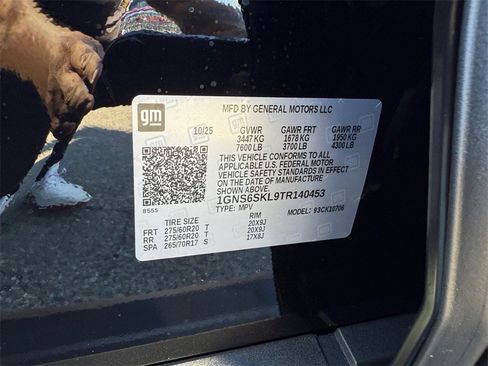 gm
MFD BY GENERAL MOTORS LLC
10/25 GVWR GAWR FRT GAWR RR
3447 KG 1678 KG 1950 KG
7600 LB 3700 LB 4300 LB
THIS VEHICLE CONFORMS TO ALL
APPLICABLE U.S. FEDERAL MOTOR
VEHICLE SAFETY STANDARDS IN EFFECT
ON THE DATE OF MANUFACTURE
SHOWN ABOVE.
1GNS6SKL9TR140453
8555 TYPE: MPV MODEL: 93CK10706
TIRE SIZE RIM
FRT 275/60R20 T 20X9J
RR 275/60R20 T 20X9J
SPA 265/70R17 S 17X8J